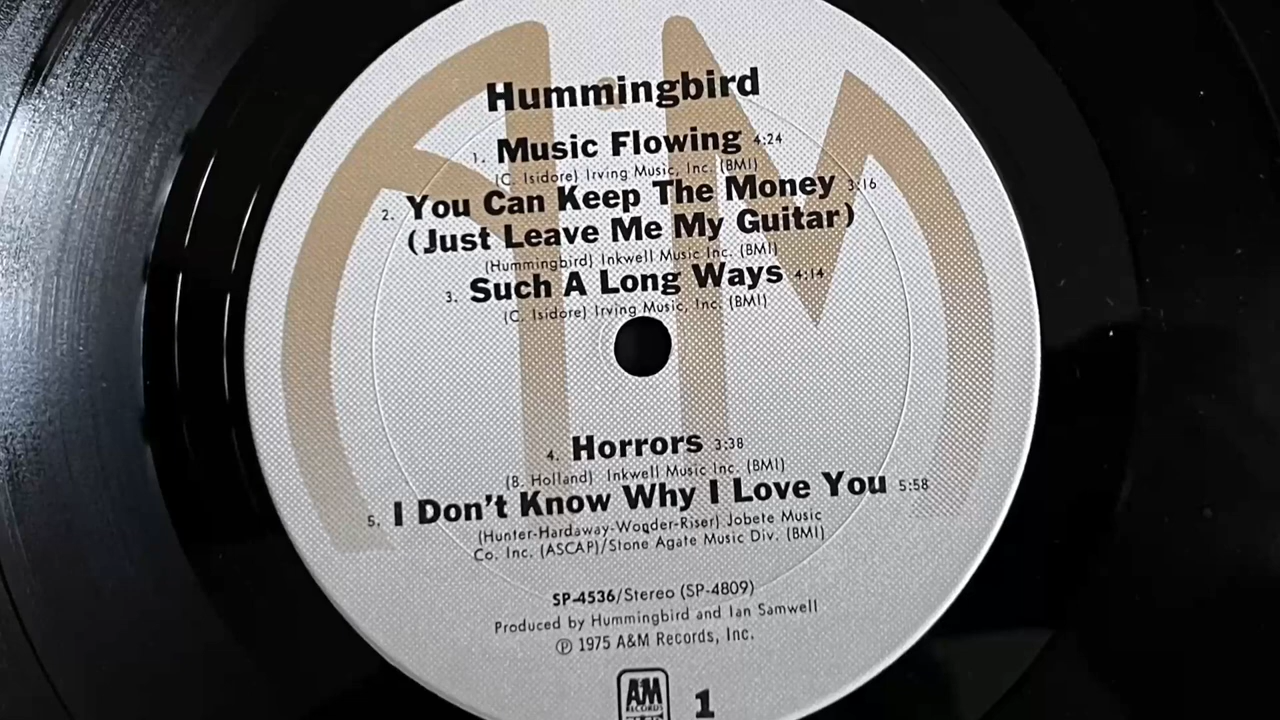 Hummingbird
1. Music Flowing 4:24
(C. Isidore) Irving Music, Inc. (BMI)
2. You Can Keep The Money 3:16
(Just Leave Me My Guitar)
(Hummingbird) Inkwell Music Inc. (BMI)
3. Such A Long Ways 4:14
(C. Isidore) Irving Music, Inc. (BMI)
4. Horrors 3:38
(B. Holland) Inkwell Music Inc. (BMI)
5. I Don't Know Why I Love You 5:58
(Hunter-Hardaway-Wonder-Riser) Jobete Music
Co. Inc. (ASCAP)/Stone Agate Music Div. (BMI)
SP-4536/Stereo (SP-4809)
Produced by Hummingbird and Ian Samwell
℗ 1975 A&M Records, Inc.
AM
RECORDS
1